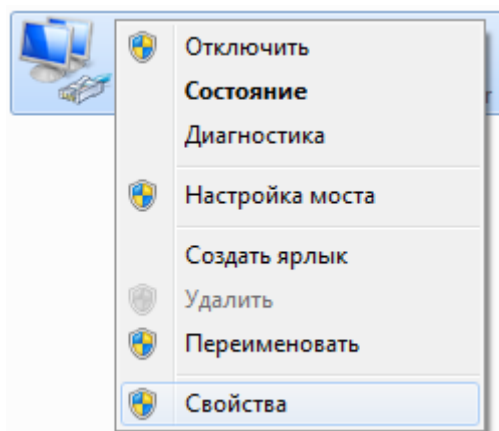 Отключить
Состояние
Диагностика
Настройка моста
Создать ярлык
Удалить
Переименовать
Свойства